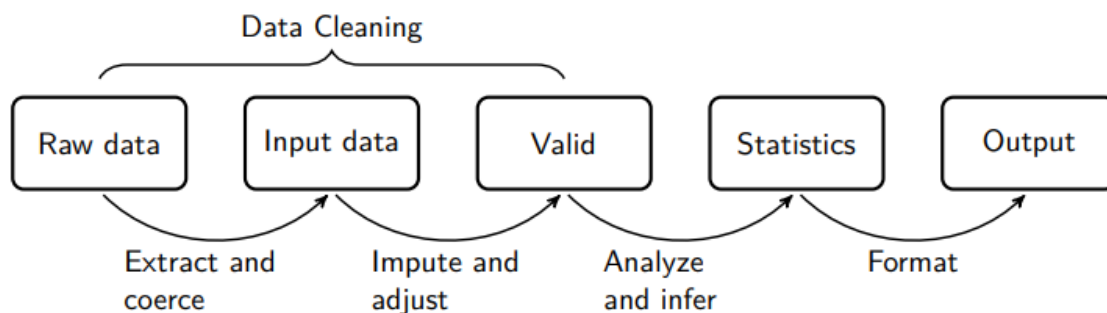 Data Cleaning
Raw data
Input data
Valid
Statistics
Output
Extract and
coerce
Impute and
adjust
Analyze
and infer
Format